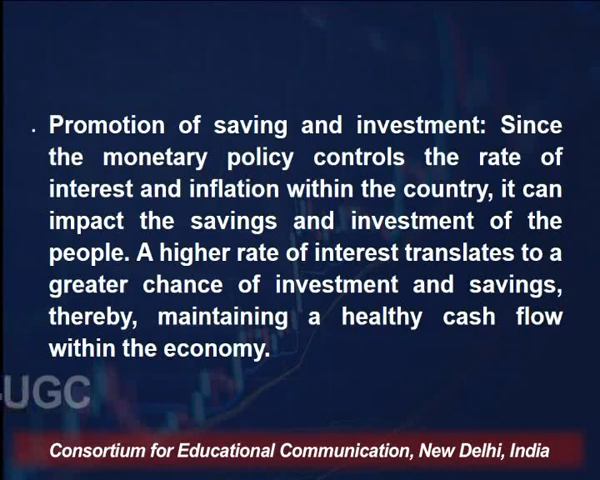 . Promotion of saving and investment: Since
the monetary policy controls the rate of
interest and inflation within the country, it can
impact the savings and investment of the
people. A higher rate of interest translates to a
greater chance of investment and savings,
thereby, maintaining a healthy cash flow
within the economy.
-UGC
Consortium for Educational Communication, New Delhi, India